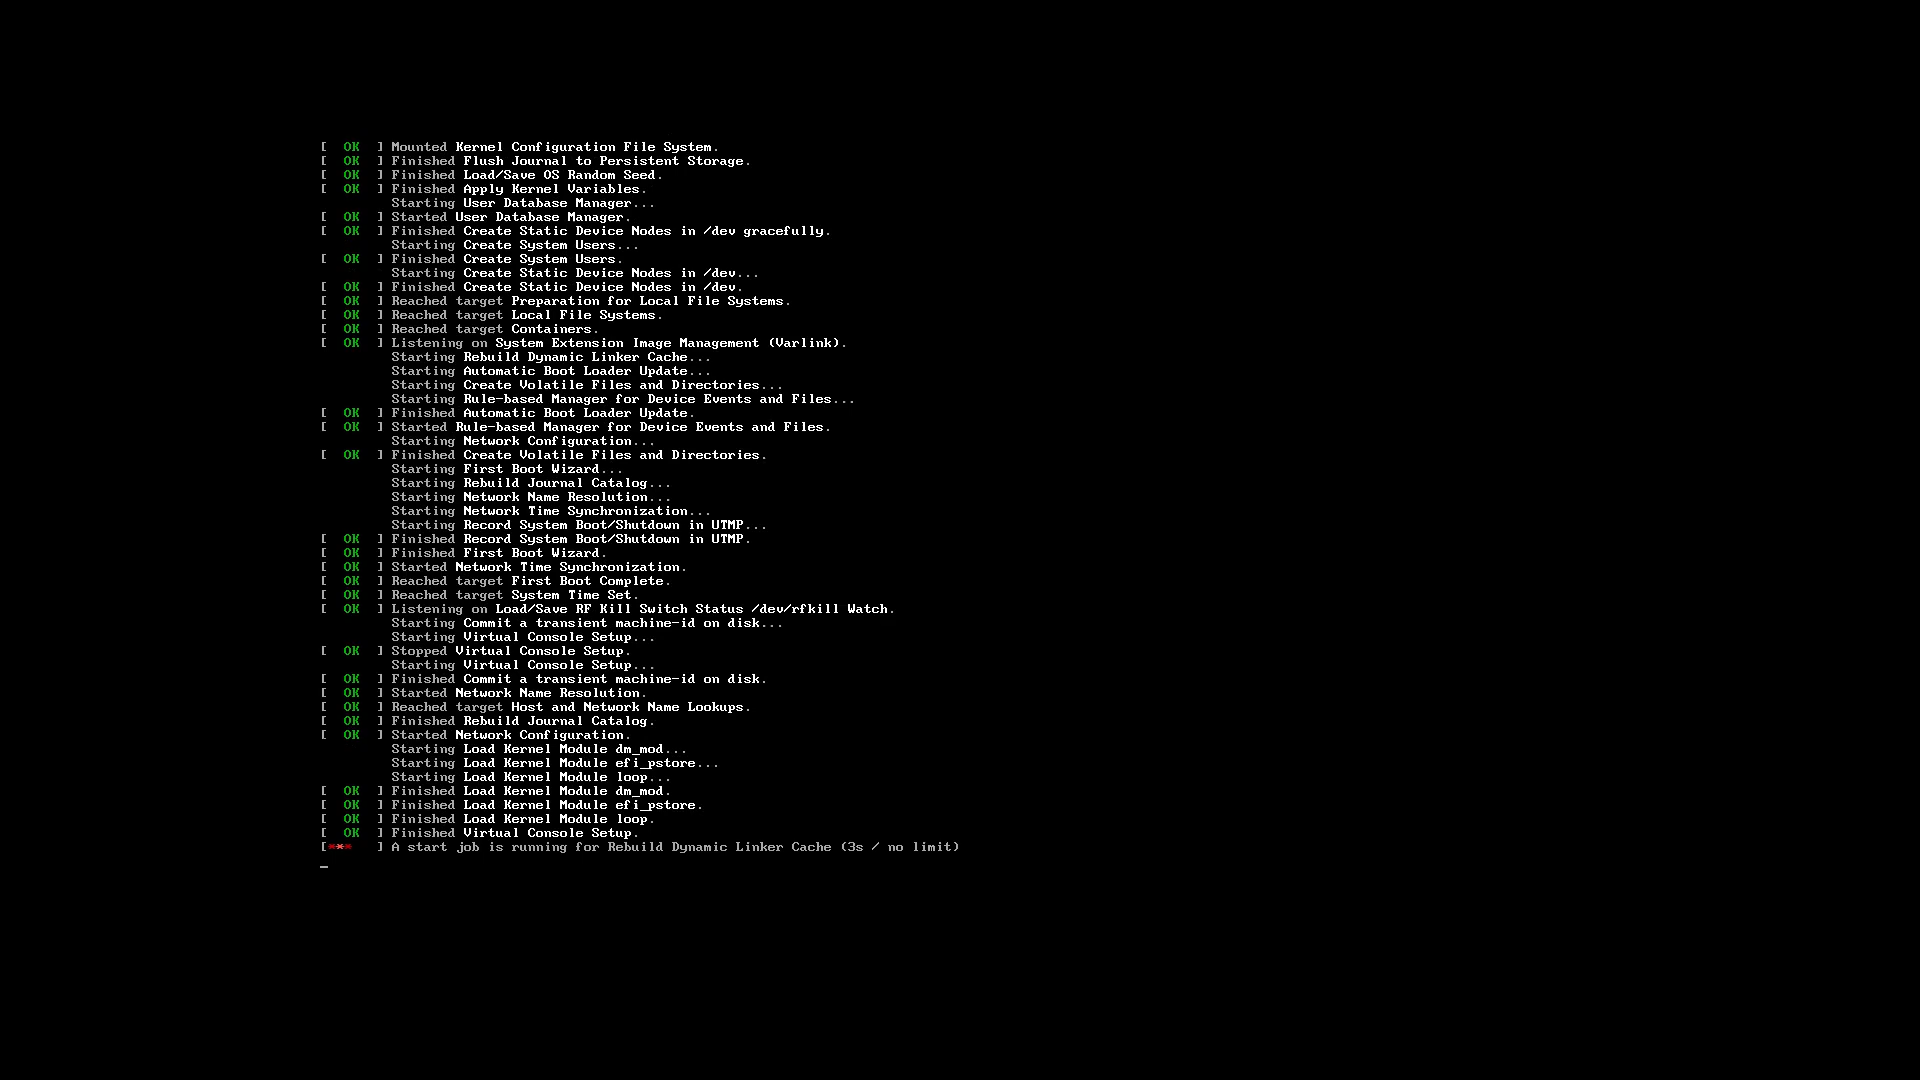 [  OK  ] Mounted Kernel Configuration File System.
[  OK  ] Finished Flush Journal to Persistent Storage.
[  OK  ] Finished Load/Save OS Random Seed.
[  OK  ] Finished Apply Kernel Variables.
         Starting User Database Manager...
[  OK  ] Started User Database Manager.
[  OK  ] Finished Create Static Device Nodes in /dev gracefully.
         Starting Create System Users...
[  OK  ] Finished Create System Users.
         Starting Create Static Device Nodes in /dev...
[  OK  ] Finished Create Static Device Nodes in /dev.
[  OK  ] Reached target Preparation for Local File Systems.
[  OK  ] Reached target Local File Systems.
[  OK  ] Reached target Containers.
[  OK  ] Listening on System Extension Image Management (Varlink).
         Starting Rebuild Dynamic Linker Cache...
         Starting Automatic Boot Loader Update...
         Starting Create Volatile Files and Directories...
         Starting Rule-based Manager for Device Events and Files...
[  OK  ] Finished Automatic Boot Loader Update.
[  OK  ] Started Rule-based Manager for Device Events and Files.
         Starting Network Configuration...
[  OK  ] Finished Create Volatile Files and Directories.
         Starting First Boot Wizard...
         Starting Rebuild Journal Catalog...
         Starting Network Name Resolution...
         Starting Network Time Synchronization...
         Starting Record System Boot/Shutdown in UTMP...
[  OK  ] Finished Record System Boot/Shutdown in UTMP.
[  OK  ] Finished First Boot Wizard.
[  OK  ] Started Network Time Synchronization.
[  OK  ] Reached target First Boot Complete.
[  OK  ] Reached target System Time Set.
[  OK  ] Listening on Load/Save RF Kill Switch Status /dev/rfkill Watch.
         Starting Commit a transient machine-id on disk...
         Starting Virtual Console Setup...
[  OK  ] Stopped Virtual Console Setup.
         Starting Virtual Console Setup...
[  OK  ] Finished Commit a transient machine-id on disk.
[  OK  ] Started Network Name Resolution.
[  OK  ] Reached target Host and Network Name Lookups.
[  OK  ] Finished Rebuild Journal Catalog.
[  OK  ] Started Network Configuration.
         Starting Load Kernel Module dm_mod...
         Starting Load Kernel Module efi_pstore...
         Starting Load Kernel Module loop...
[  OK  ] Finished Load Kernel Module dm_mod.
[  OK  ] Finished Load Kernel Module efi_pstore.
[  OK  ] Finished Load Kernel Module loop.
[  OK  ] Finished Virtual Console Setup.
[***   ] A start job is running for Rebuild Dynamic Linker Cache (3s / no limit)
_